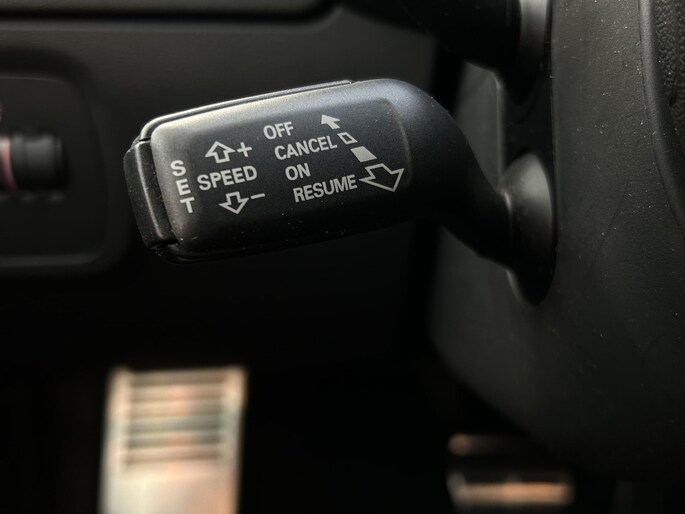 SET
+
SPEED
−
OFF
CANCEL
ON
RESUME